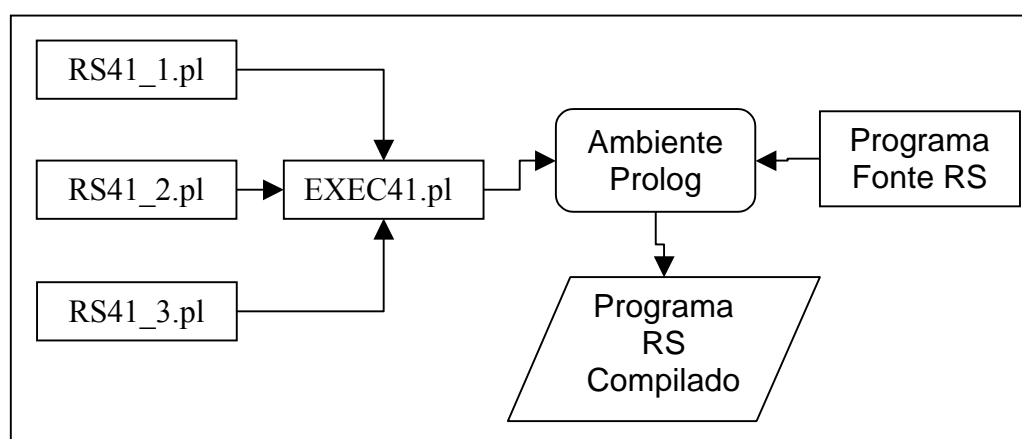 RS41_1.pl
RS41_2.pl
RS41_3.pl
EXEC41.pl
Ambiente
Prolog
Programa
Fonte RS
Programa
RS
Compilado